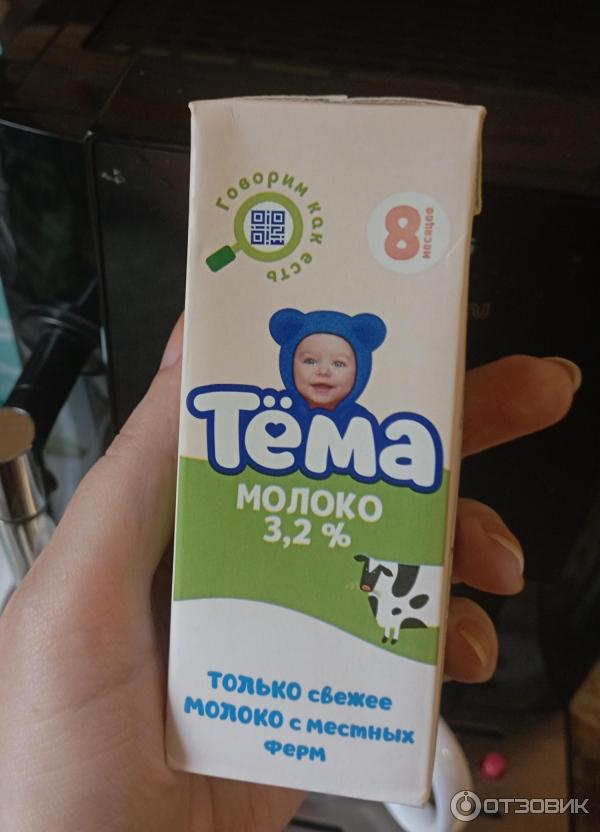 Говорим как есть
8
месяцев
Тёма
МОЛОКО
3,2 %
ТОЛЬКО свежее
МОЛОКО с местных
ферм
ОТЗОВИК